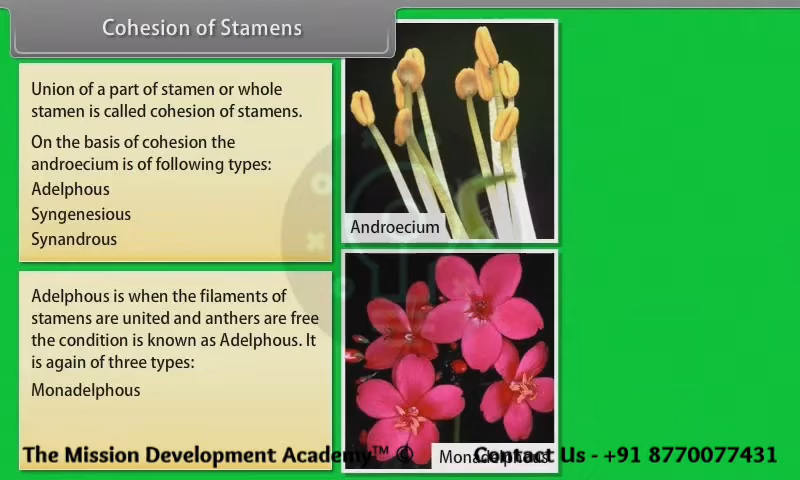 Cohesion of Stamens
Union of a part of stamen or whole
stamen is called cohesion of stamens.
On the basis of cohesion the
androecium is of following types:
Adelphous
Syngenesious
Synandrous
Androecium
Adelphous is when the filaments of
stamens are united and anthers are free
the condition is known as Adelphous. It
is again of three types:
Monadelphous
Monadelphous
The Mission Development Academy™ © Contact Us - +91 8770077431